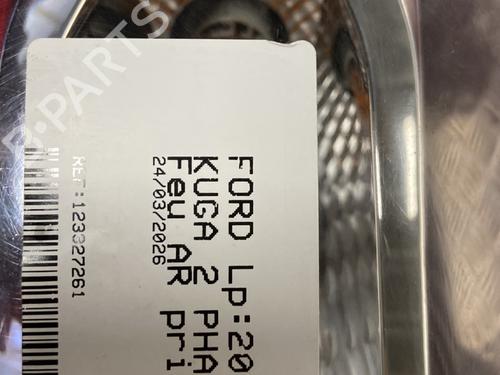 FORD Lp:20
KUGA 2 PHA
Feu AR pri
24/03/2026
REF:123327261
B-PARTS